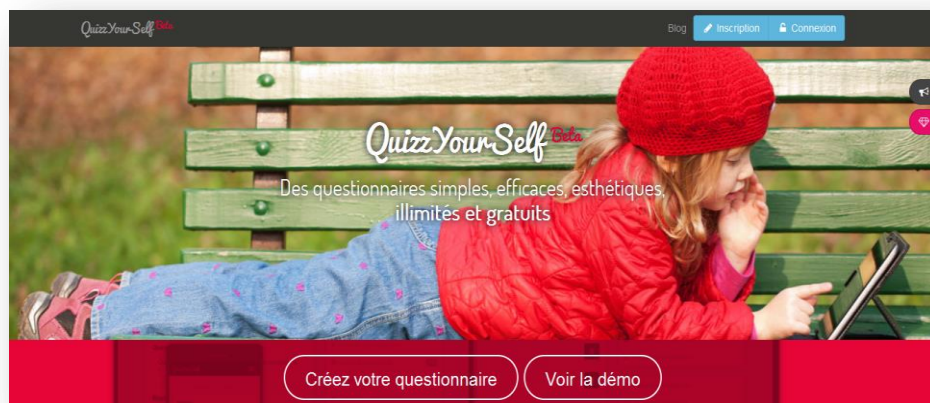 QuizzYourSelf Beta
Blog Inscription Connexion
QuizzYourSelf Beta
Des questionnaires simples, efficaces, esthétiques,
illimités et gratuits
Créez votre questionnaire Voir la démo